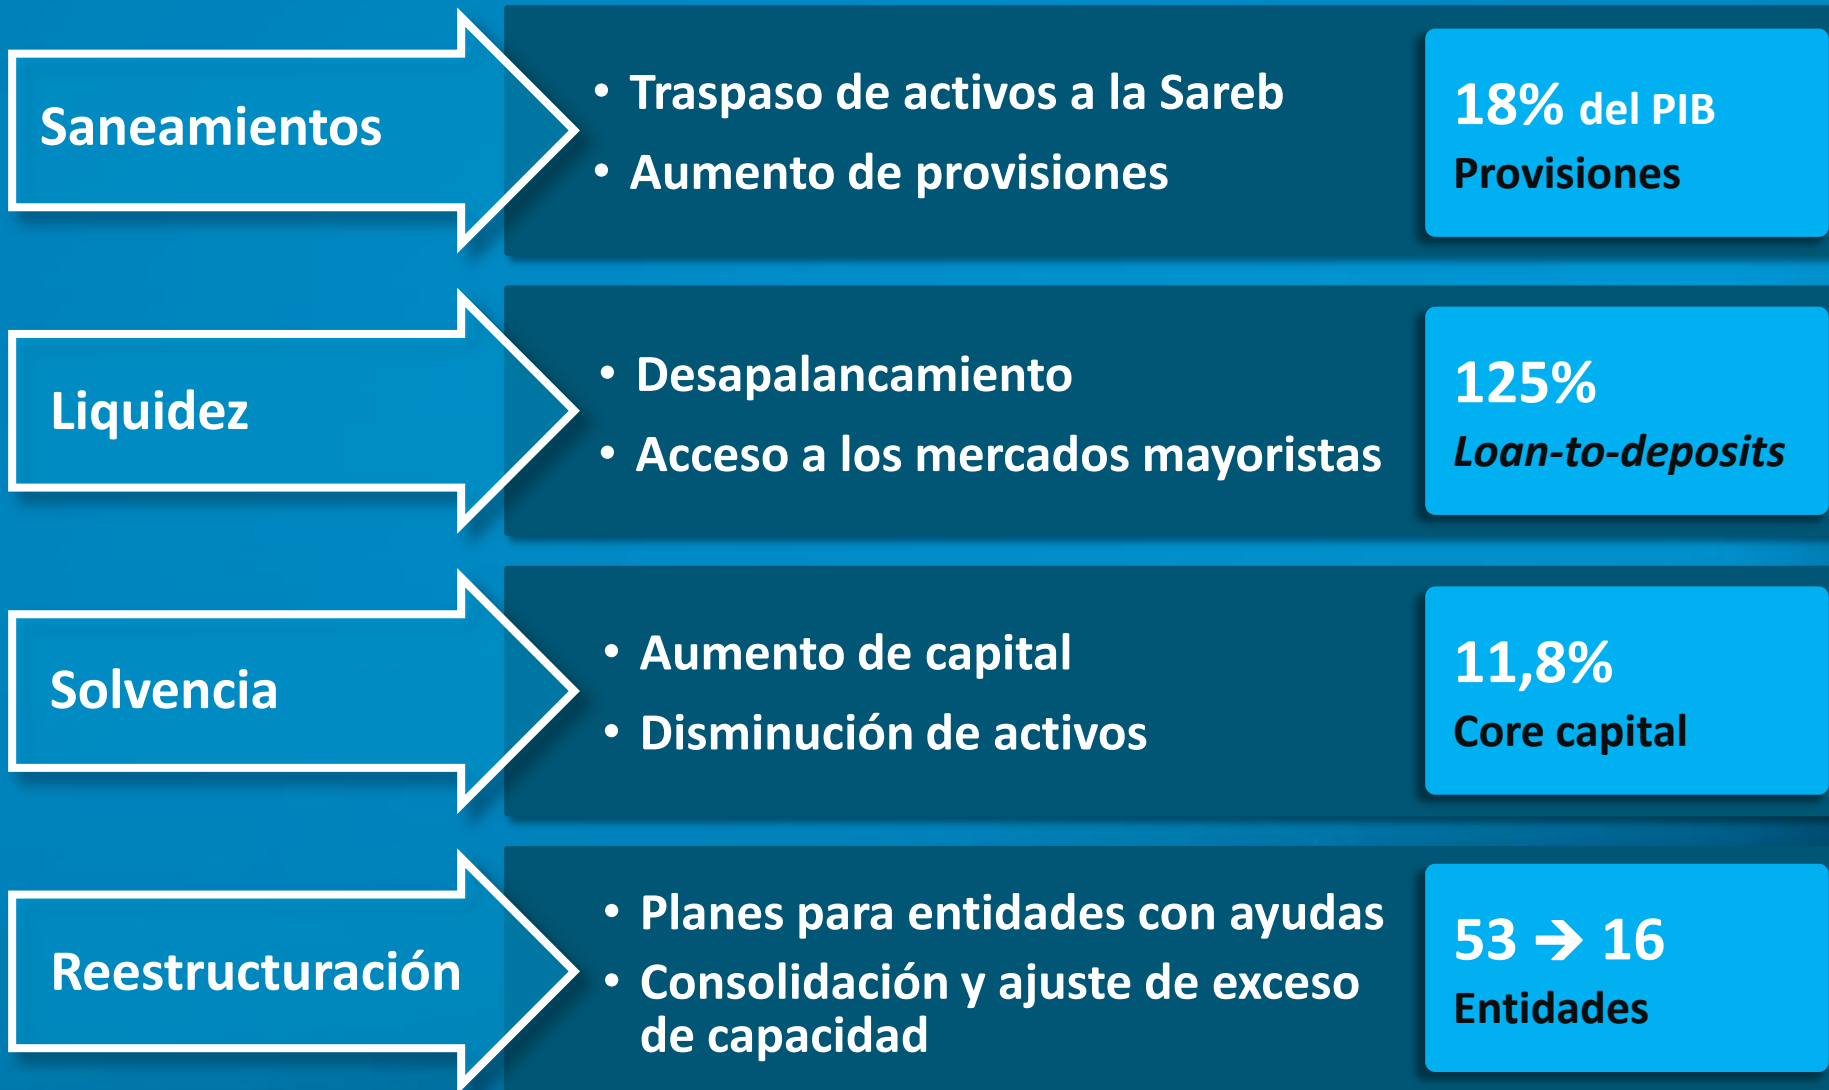 Saneamientos
• Traspaso de activos a la Sareb
• Aumento de provisiones
18% del PIB
Provisiones
Liquidez
• Desapalancamiento
• Acceso a los mercados mayoristas
125%
Loan-to-deposits
Solvencia
• Aumento de capital
• Disminución de activos
11,8%
Core capital
Reestructuración
• Planes para entidades con ayudas
• Consolidación y ajuste de exceso
de capacidad
53 ➔ 16
Entidades